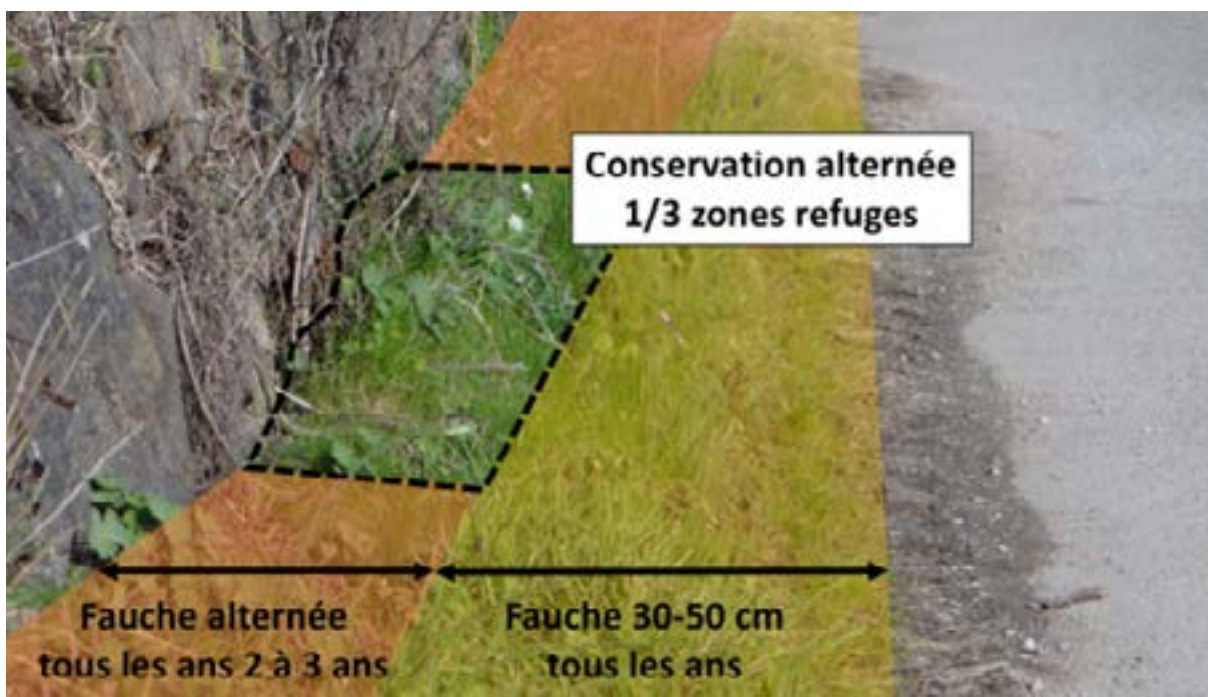 Conservation alternée
1/3 zones refuges
Fauche alternée
tous les ans 2 à 3 ans
Fauche 30-50 cm
tous les ans